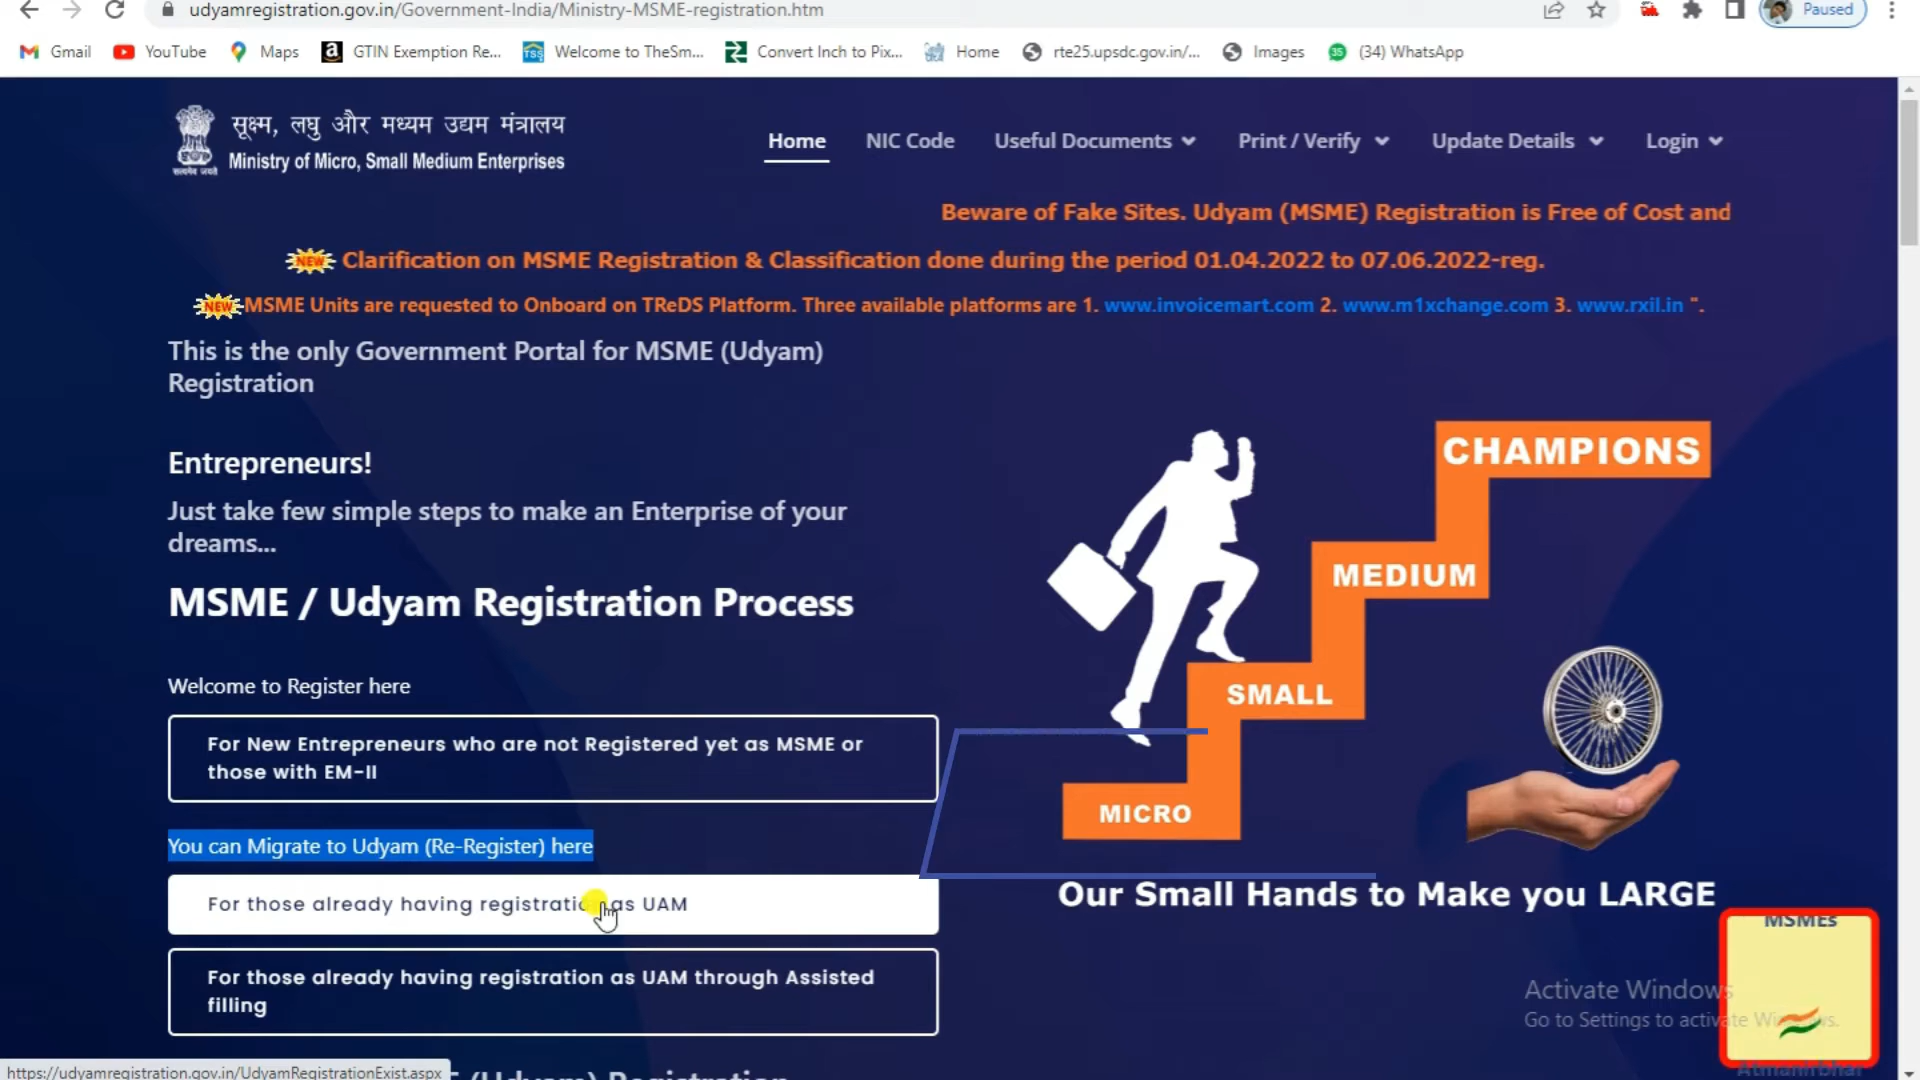 udyamregistration.gov.in/Government-India/Ministry-MSME-registration.htm
Paused
Gmail
YouTube
Maps
GTIN Exemption Re...
Welcome to TheSm...
Convert Inch to Pix...
Home
rte25.upsdc.gov.in/...
Images
(34) WhatsApp
सूक्ष्म, लघु और मध्यम उद्यम मंत्रालय
Ministry of Micro, Small Medium Enterprises
सत्यमेव जयते
Home
NIC Code
Useful Documents
Print / Verify
Update Details
Login
Beware of Fake Sites. Udyam (MSME) Registration is Free of Cost and
NEW Clarification on MSME Registration & Classification done during the period 01.04.2022 to 07.06.2022-reg.
NEW MSME Units are requested to Onboard on TReDS Platform. Three available platforms are 1. www.invoicemart.com 2. www.m1xchange.com 3. www.rxil.in ".
This is the only Government Portal for MSME (Udyam)
Registration
Entrepreneurs!
Just take few simple steps to make an Enterprise of your
dreams...
MSME / Udyam Registration Process
Welcome to Register here
For New Entrepreneurs who are not Registered yet as MSME or
those with EM-II
You can Migrate to Udyam (Re-Register) here
For those already having registration as UAM
For those already having registration as UAM through Assisted
filling
CHAMPIONS
MEDIUM
SMALL
MICRO
Our Small Hands to Make you LARGE
MSMEs
Activate Windows
Go to Settings to activate Windows.
https://udyamregistration.gov.in/UdyamRegistrationExist.aspx
(Udyam) Registration